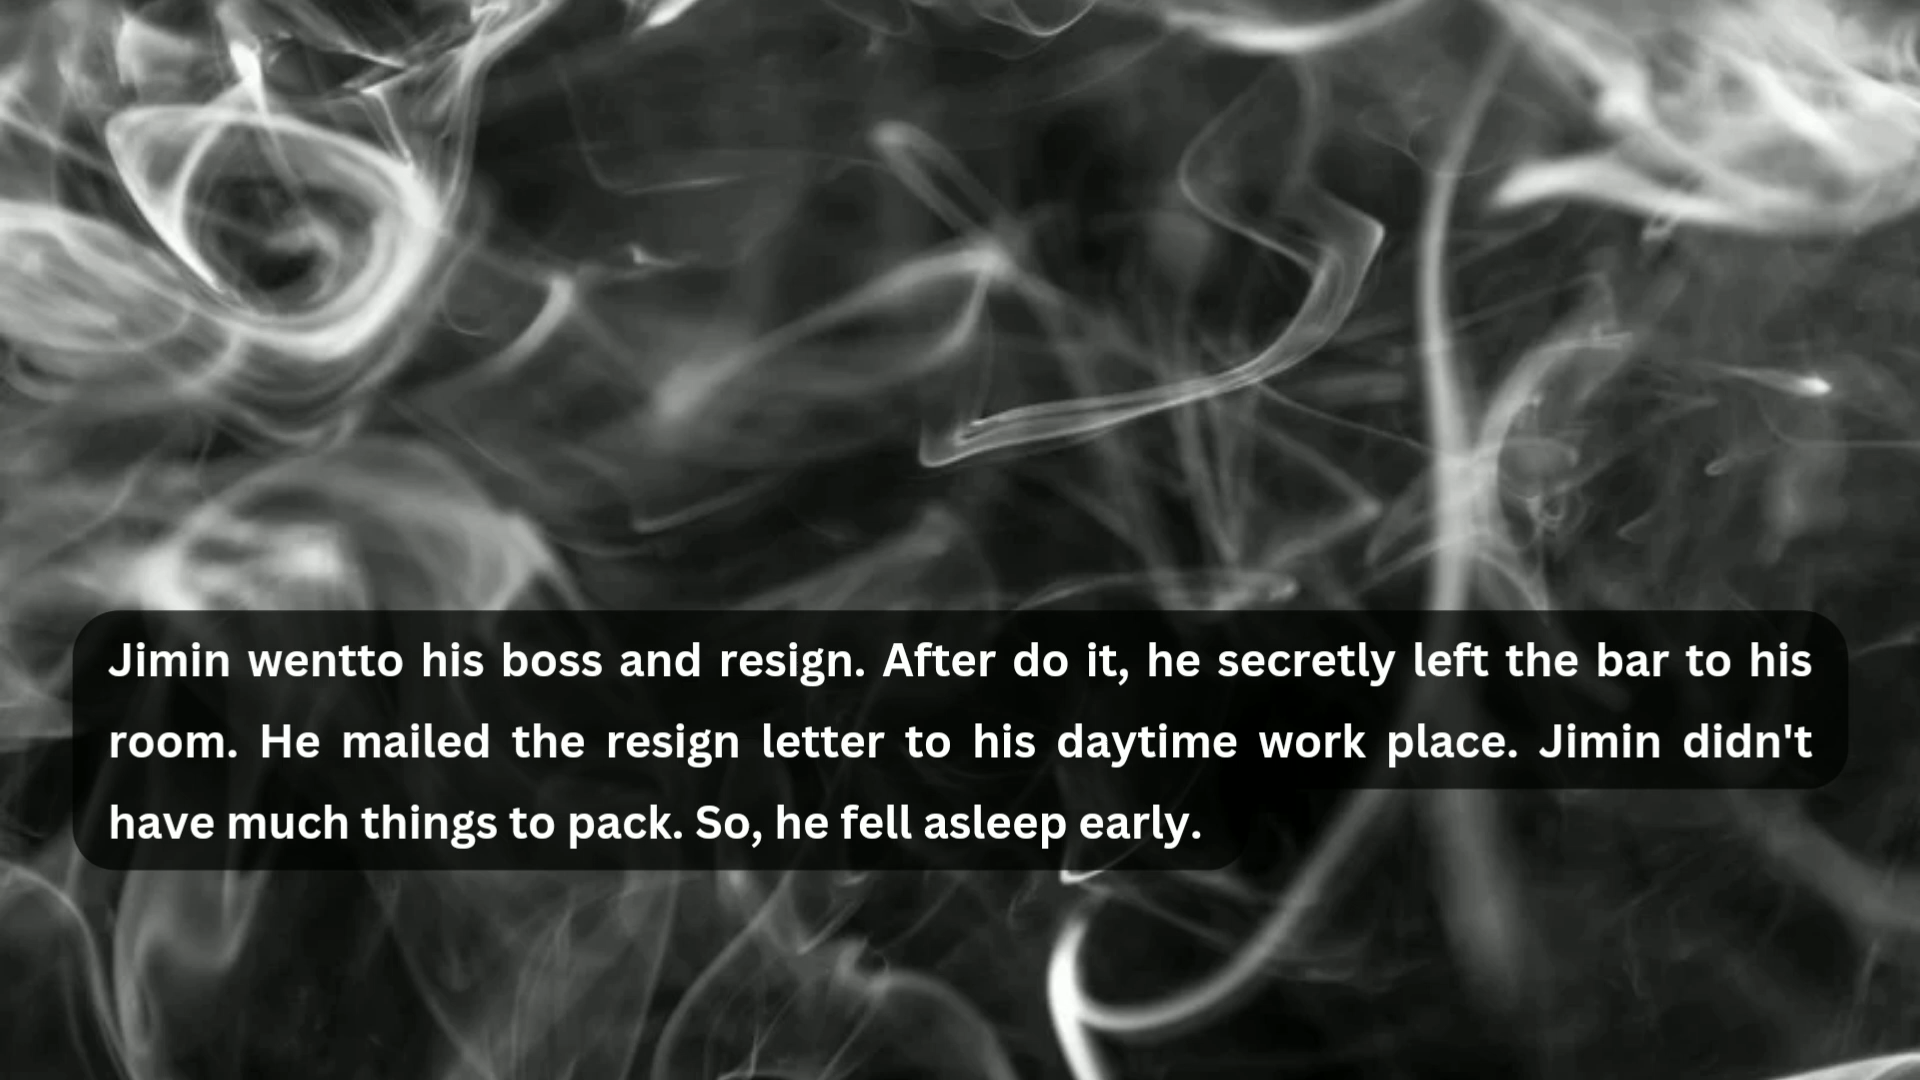 Jimin wentto his boss and resign. After do it, he secretly left the bar to his
room. He mailed the resign letter to his daytime work place. Jimin didn't
have much things to pack. So, he fell asleep early.